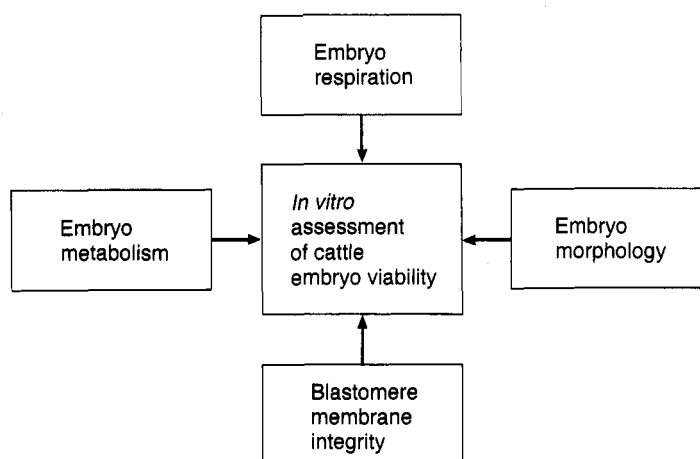 Embryo
respiration
Embryo
metabolism
In vitro
assessment
of cattle
embryo viability
Embryo
morphology
Blastomere
membrane
integrity